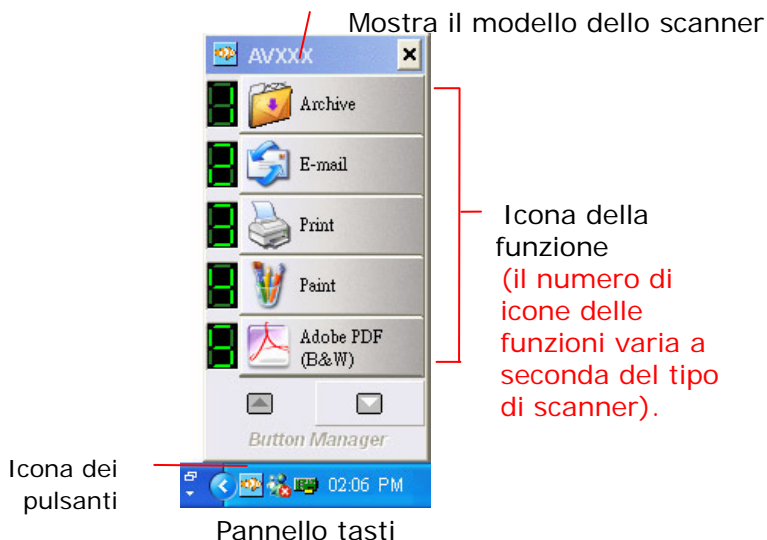 Mostra il modello dello scanner
AVXXX
Archive
E-mail
Print
Paint
Adobe PDF
(B&W)
Button Manager
Icona della
funzione
(il numero di
icone delle
funzioni varia a
seconda del tipo
di scanner).
Icona dei
pulsanti
02:06 PM
Pannello tasti